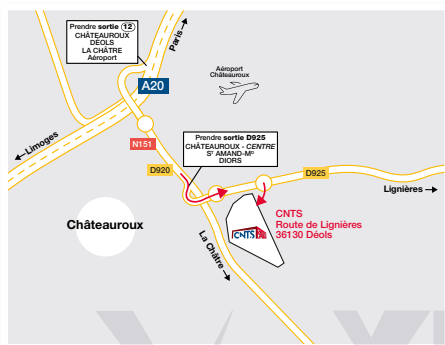 Prendre sortie 12
CHÂTEAUROUX
DÉOLS
LA CHÂTRE
Aéroport
Paris
A20
Aéroport
Châteauroux
Limoges
N151
Prendre sortie D925
CHÂTEAUROUX - CENTRE
Sᵗ AMAND-Mᴰ
DIORS
D920
D925
Lignières
Châteauroux
CNTS
Route de Lignières
36130 Déols
CNTS
La Châtre